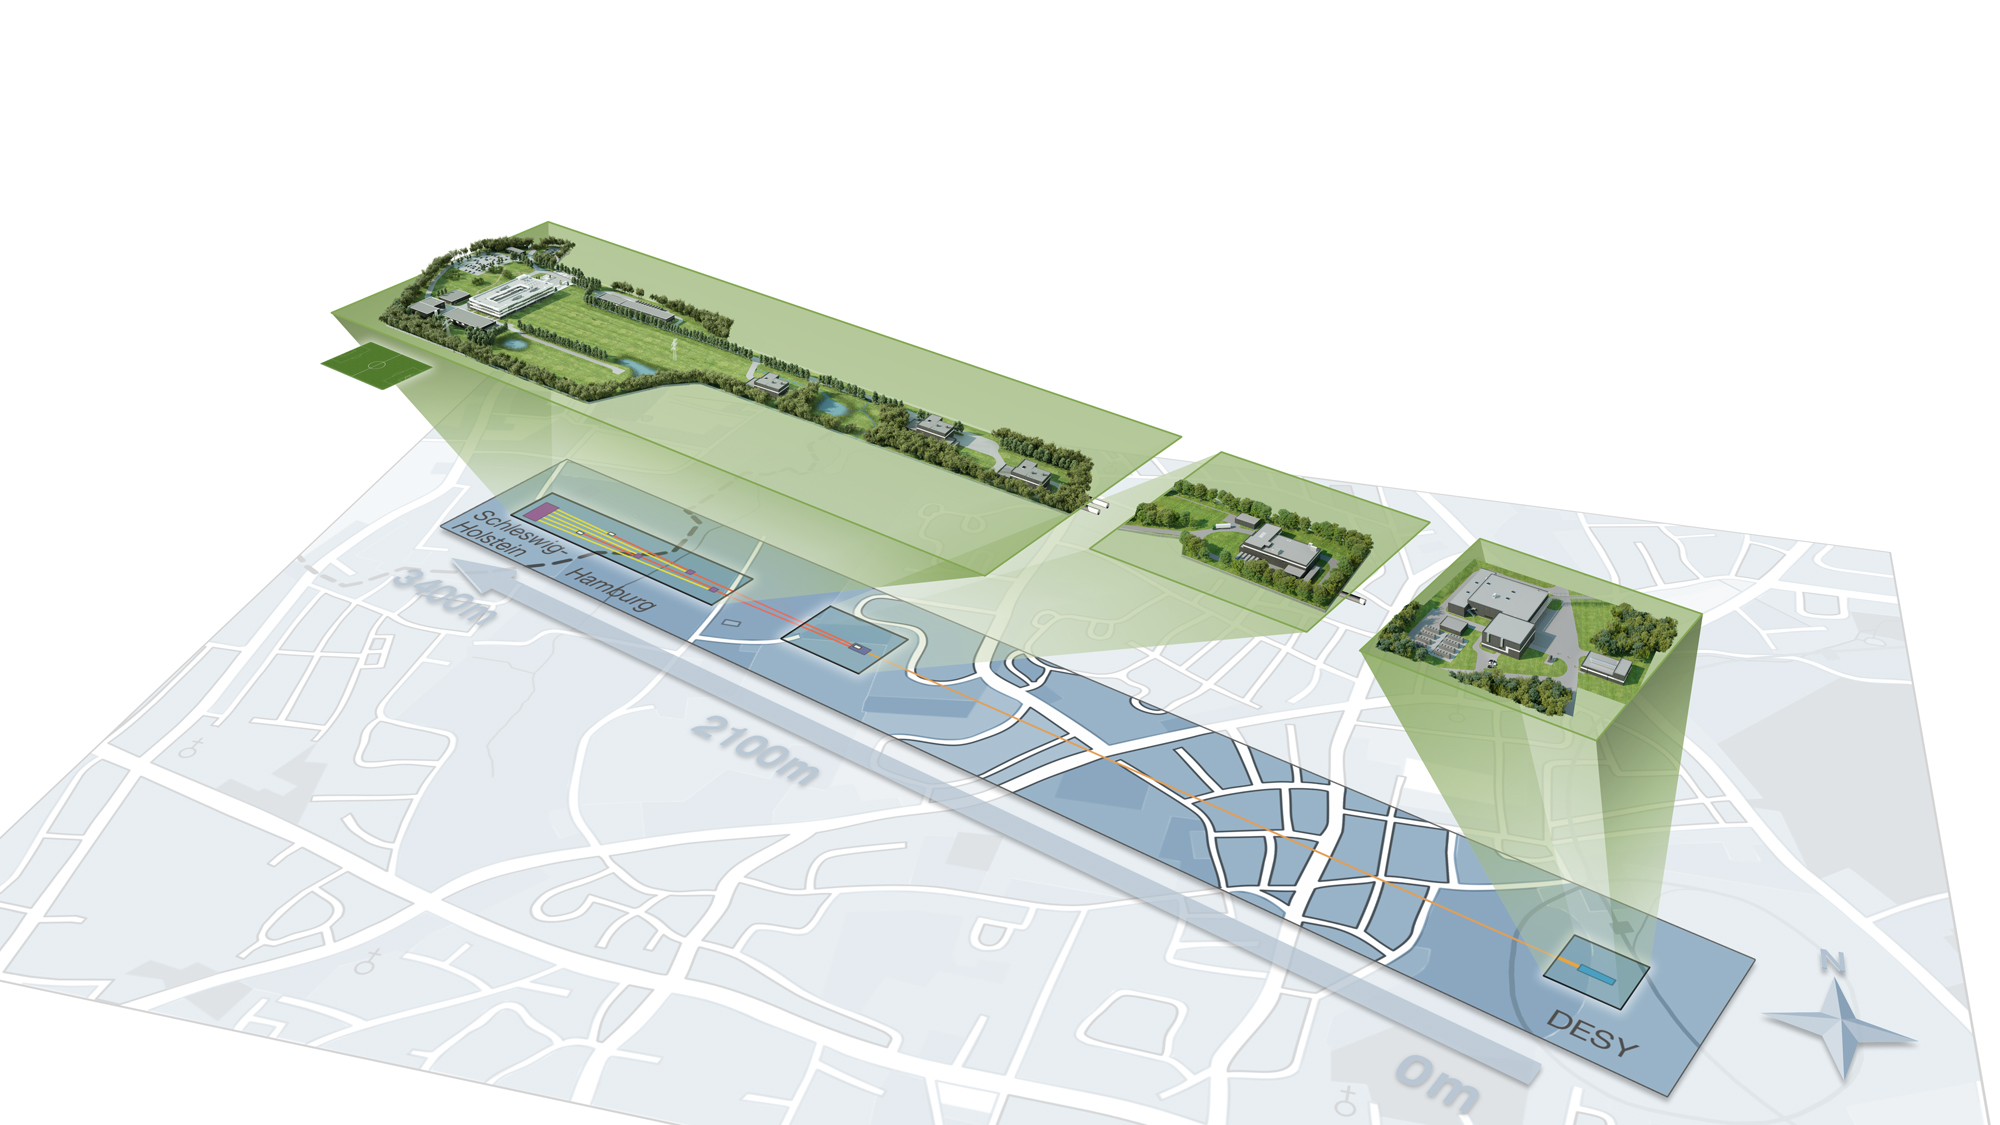 Schleswig-
Holstein
Hamburg
3400m
2100m
N
DESY
0m